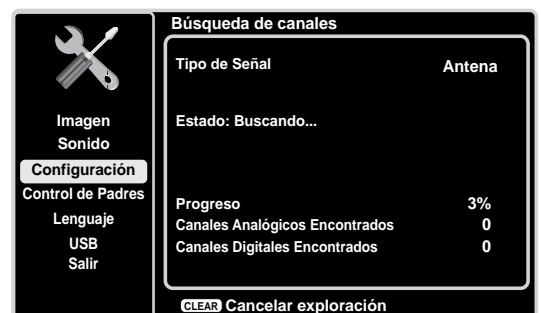 Búsqueda de canales
Tipo de Señal Antena
Estado: Buscando...
Progreso 3%
Canales Analógicos Encontrados 0
Canales Digitales Encontrados 0
Imagen
Sonido
Configuración
Control de Padres
Lenguaje
USB
Salir
CLEAR Cancelar exploración